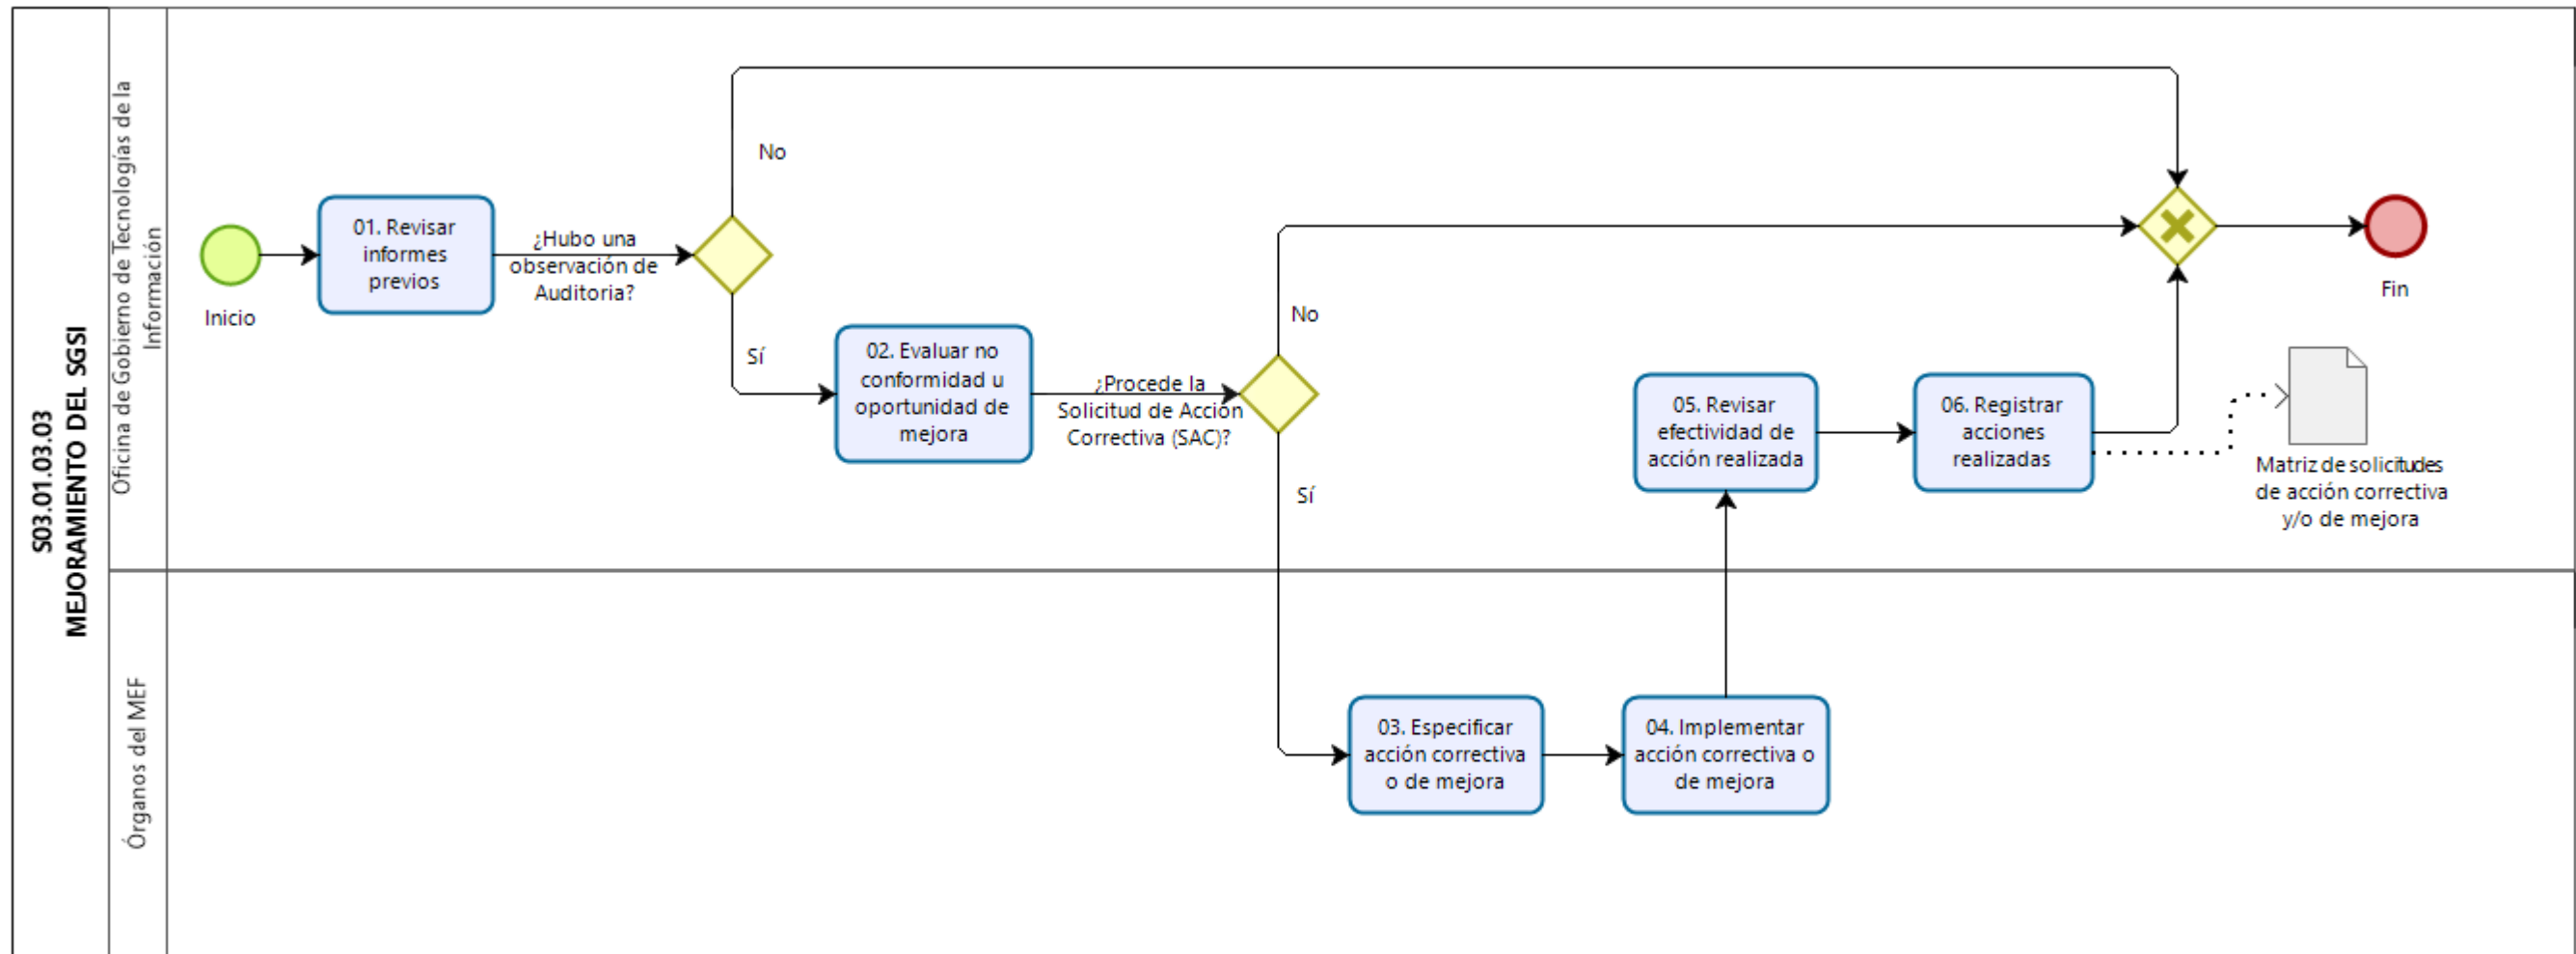 S03.01.03.03
MEJORAMIENTO DEL SGSI
Oficina de Gobierno de Tecnologías de la
Información
Inicio
01. Revisar
informes
previos
¿Hubo una
observación de
Auditoria?
No
Sí
02. Evaluar no
conformidad u
oportunidad de
mejora
¿Procede la
Solicitud de Acción
Correctiva (SAC)?
No
Sí
05. Revisar
efectividad de
acción realizada
06. Registrar
acciones
realizadas
Fin
Matriz de solicitudes
de acción correctiva
y/o de mejora
Órganos del MEF
03. Especificar
acción correctiva
o de mejora
04. Implementar
acción correctiva o
de mejora